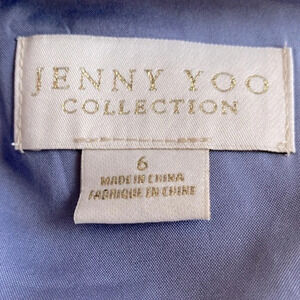 JENNY YOO
COLLECTION
6
MADE IN CHINA
FABRIQUE EN CHINE